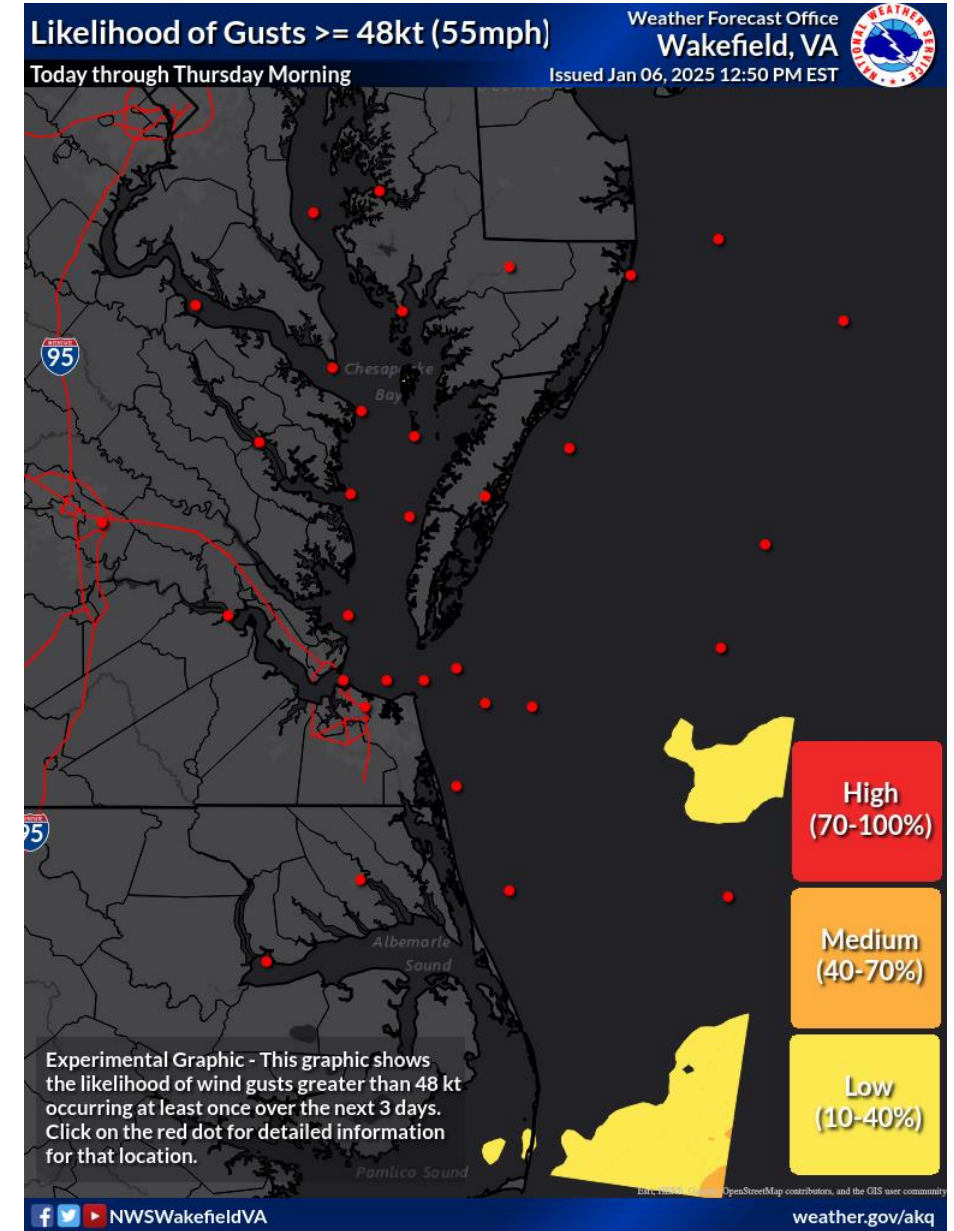 Likelihood of Gusts >= 48kt (55mph)
Today through Thursday Morning
Weather Forecast Office
Wakefield, VA
Issued Jan 06, 2025 12:50 PM EST
NATIONAL WEATHER SERVICE
95
Chesapeake
Bay
High
(70-100%)
95
Medium
(40-70%)
Albemarle
Sound
Low
(10-40%)
Experimental Graphic - This graphic shows
the likelihood of wind gusts greater than 48 kt
occurring at least once over the next 3 days.
Click on the red dot for detailed information
for that location.
Pamlico Sound
OpenStreetMap contributors, and the GIS user community
NWSWakefieldVA
weather.gov/akq